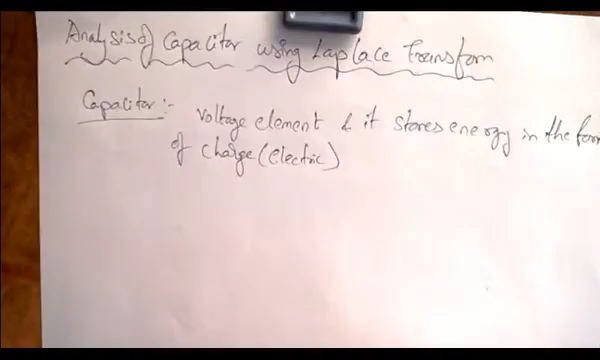 Analysis of Capacitor using Laplace Transform
Capacitor:- Voltage element & it stores energy in the form
of charge (electric)